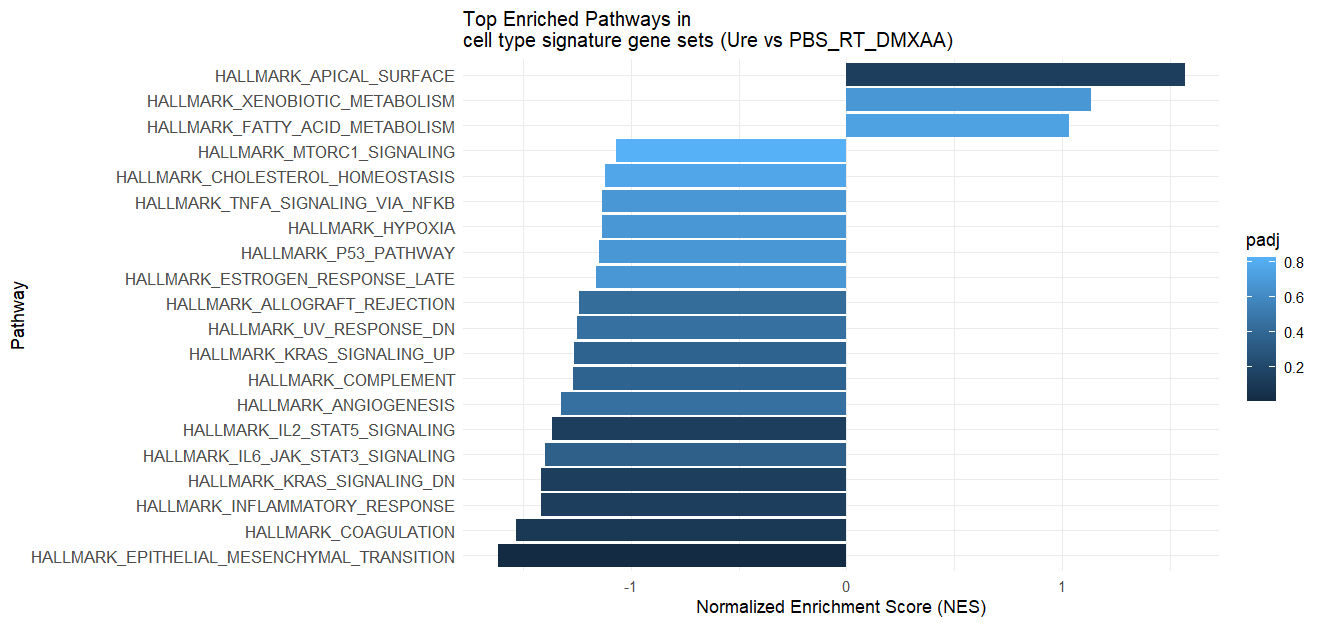 Top Enriched Pathways in
cell type signature gene sets (Ure vs PBS_RT_DMXAA)
HALLMARK_APICAL_SURFACE
HALLMARK_XENOBIOTIC_METABOLISM
HALLMARK_FATTY_ACID_METABOLISM
HALLMARK_MTORC1_SIGNALING
HALLMARK_CHOLESTEROL_HOMEOSTASIS
HALLMARK_TNFA_SIGNALING_VIA_NFKB
HALLMARK_HYPOXIA
HALLMARK_P53_PATHWAY
HALLMARK_ESTROGEN_RESPONSE_LATE
HALLMARK_ALLOGRAFT_REJECTION
HALLMARK_UV_RESPONSE_DN
HALLMARK_KRAS_SIGNALING_UP
HALLMARK_COMPLEMENT
HALLMARK_ANGIOGENESIS
HALLMARK_IL2_STAT5_SIGNALING
HALLMARK_IL6_JAK_STAT3_SIGNALING
HALLMARK_KRAS_SIGNALING_DN
HALLMARK_INFLAMMATORY_RESPONSE
HALLMARK_COAGULATION
HALLMARK_EPITHELIAL_MESENCHYMAL_TRANSITION
Pathway
-1 0 1
Normalized Enrichment Score (NES)
padj
0.8
0.6
0.4
0.2